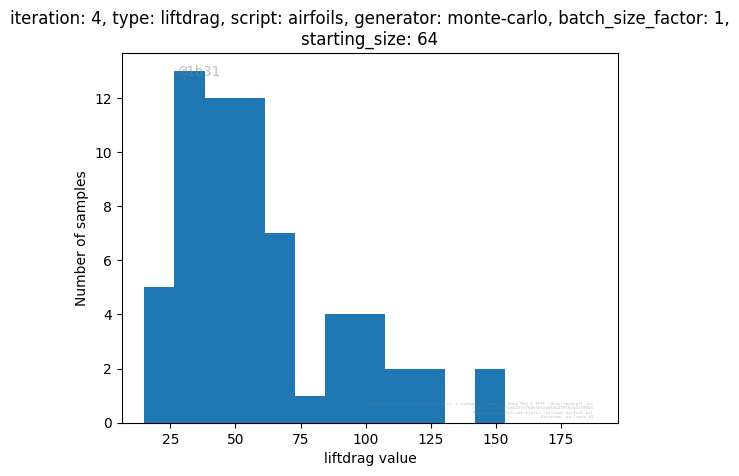 iteration: 4, type: liftdrag, script: airfoils, generator: monte-carlo, batch_size_factor: 1,
starting_size: 64
@1b31
12
10
8
6
4
2
0
Number of samples
25 50 75 100 125 150 175
liftdrag value